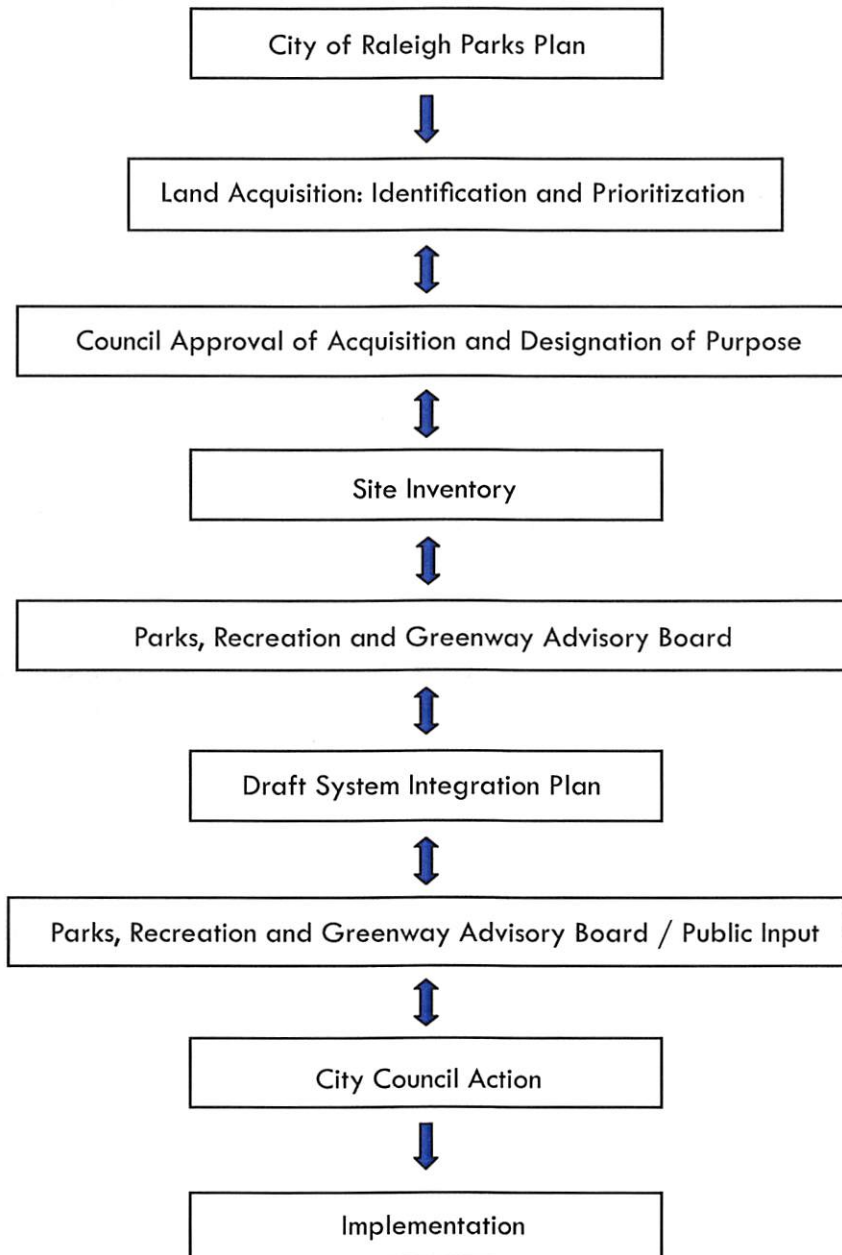 City of Raleigh Parks Plan
Land Acquisition: Identification and Prioritization
Council Approval of Acquisition and Designation of Purpose
Site Inventory
Parks, Recreation and Greenway Advisory Board
Draft System Integration Plan
Parks, Recreation and Greenway Advisory Board / Public Input
City Council Action
Implementation